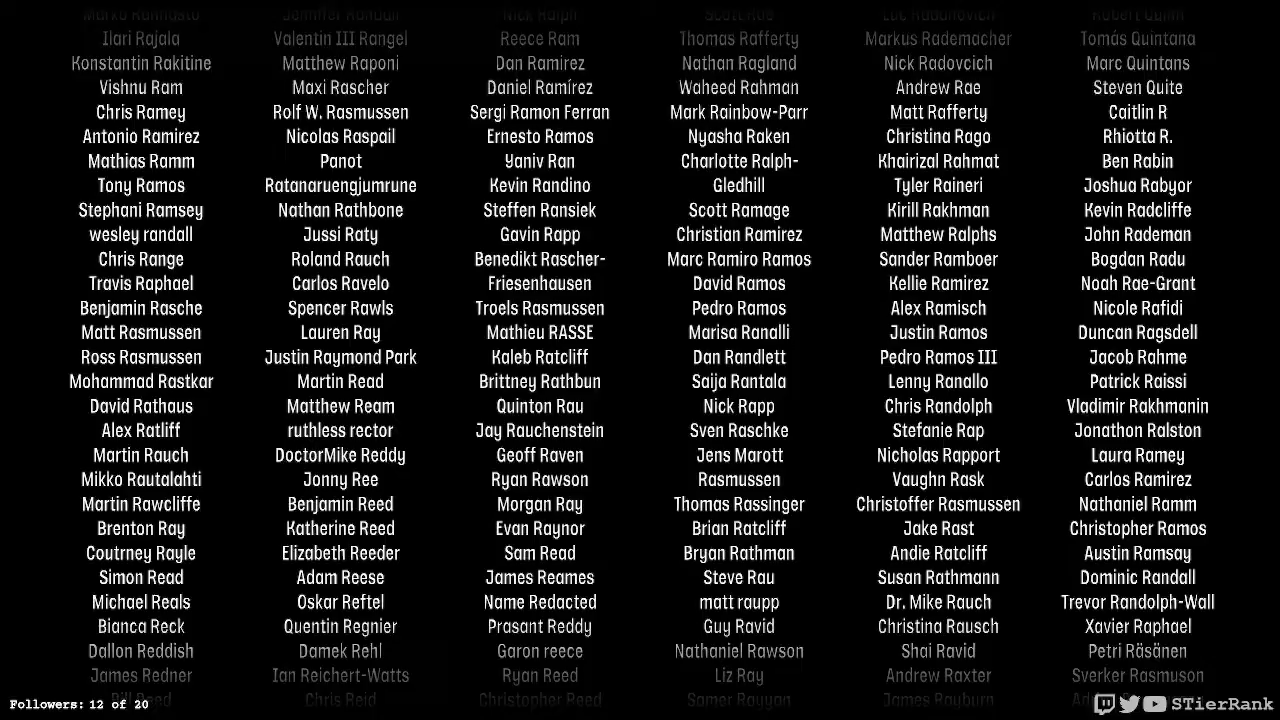 Ilari Rajala Valentin III Rangel Reece Ram Thomas Rafferty Markus Rademacher Tomás Quintana
Konstantin Rakitine Matthew Raponi Dan Ramirez Nathan Ragland Nick Radovcich Marc Quintans
Vishnu Ram Maxi Rascher Daniel Ramírez Waheed Rahman Andrew Rae Steven Quite
Chris Ramey Rolf W. Rasmussen Sergi Ramon Ferran Mark Rainbow-Parr Matt Rafferty Caitlin R
Antonio Ramirez Nicolas Raspail Ernesto Ramos Nyasha Raken Christina Rago Rhiotta R.
Mathias Ramm Panot Yaniv Ran Charlotte Ralph- Khairizal Rahmat Ben Rabin
Tony Ramos Ratanaruengjumrune Kevin Randino Gledhill Tyler Raineri Joshua Rabyor
Stephani Ramsey Nathan Rathbone Steffen Ransiek Scott Ramage Kirill Rakhman Kevin Radcliffe
wesley randall Jussi Raty Gavin Rapp Christian Ramirez Matthew Ralphs John Rademan
Chris Range Roland Rauch Benedikt Rascher- Marc Ramiro Ramos Sander Ramboer Bogdan Radu
Travis Raphael Carlos Ravelo Friesenhausen David Ramos Kellie Ramirez Noah Rae-Grant
Benjamin Rasche Spencer Rawls Troels Rasmussen Pedro Ramos Alex Ramisch Nicole Rafidi
Matt Rasmussen Lauren Ray Mathieu RASSE Marisa Ranalli Justin Ramos Duncan Ragsdell
Ross Rasmussen Justin Raymond Park Kaleb Ratcliff Dan Randlett Pedro Ramos III Jacob Rahme
Mohammad Rastkar Martin Read Brittney Rathbun Saija Rantala Lenny Ranallo Patrick Raissi
David Rathaus Matthew Ream Quinton Rau Nick Rapp Chris Randolph Vladimir Rakhmanin
Alex Ratliff ruthless rector Jay Rauchenstein Sven Raschke Stefanie Rap Jonathon Ralston
Martin Rauch DoctorMike Reddy Geoff Raven Jens Marott Nicholas Rapport Laura Ramey
Mikko Rautalahti Jonny Ree Ryan Rawson Rasmussen Vaughn Rask Carlos Ramirez
Martin Rawcliffe Benjamin Reed Morgan Ray Thomas Rassinger Christoffer Rasmussen Nathaniel Ramm
Brenton Ray Katherine Reed Evan Raynor Brian Ratcliff Jake Rast Christopher Ramos
Coutrney Rayle Elizabeth Reeder Sam Read Bryan Rathman Andie Ratcliff Austin Ramsay
Simon Read Adam Reese James Reames Steve Rau Susan Rathmann Dominic Randall
Michael Reals Oskar Reftel Name Redacted matt raupp Dr. Mike Rauch Trevor Randolph-Wall
Bianca Reck Quentin Regnier Prasant Reddy Guy Ravid Christina Rausch Xavier Raphael
Dallon Reddish Damek Rehl Garon reece Nathaniel Rawson Shai Ravid Petri Räsänen
James Redner Ian Reichert-Watts Ryan Reed Liz Ray Andrew Raxter Sverker Rasmuson
Chris Reid Christopher Reed Samer Rayyan James Rayburn
Followers: 12 of 20 STierRank